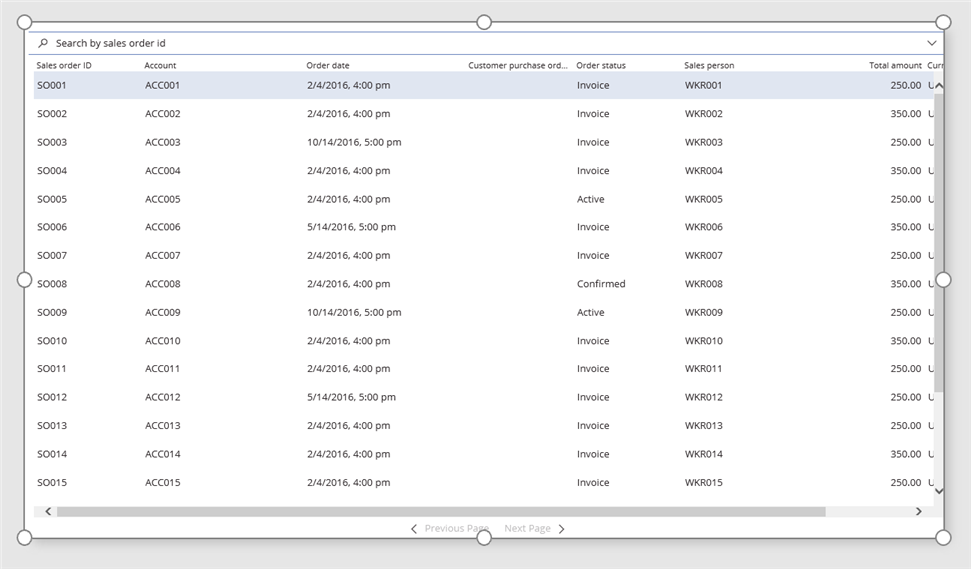 Search by sales order id
Sales order ID Account Order date Customer purchase ord... Order status Sales person Total amount Curr
SO001 ACC001 2/4/2016, 4:00 pm Invoice WKR001 250.00 U
SO002 ACC002 2/4/2016, 4:00 pm Invoice WKR002 350.00 U
SO003 ACC003 10/14/2016, 5:00 pm Invoice WKR003 250.00 U
SO004 ACC004 2/4/2016, 4:00 pm Invoice WKR004 350.00 U
SO005 ACC005 2/4/2016, 4:00 pm Active WKR005 250.00 U
SO006 ACC006 5/14/2016, 5:00 pm Invoice WKR006 350.00 U
SO007 ACC007 2/4/2016, 4:00 pm Invoice WKR007 250.00 U
SO008 ACC008 2/4/2016, 4:00 pm Confirmed WKR008 350.00 U
SO009 ACC009 10/14/2016, 5:00 pm Active WKR009 250.00 U
SO010 ACC010 2/4/2016, 4:00 pm Invoice WKR010 350.00 U
SO011 ACC011 2/4/2016, 4:00 pm Invoice WKR011 250.00 U
SO012 ACC012 5/14/2016, 5:00 pm Invoice WKR012 250.00 U
SO013 ACC013 2/4/2016, 4:00 pm Invoice WKR013 250.00 U
SO014 ACC014 2/4/2016, 4:00 pm Invoice WKR014 350.00 U
SO015 ACC015 2/4/2016, 4:00 pm Invoice WKR015 250.00 U
Previous Page Next Page